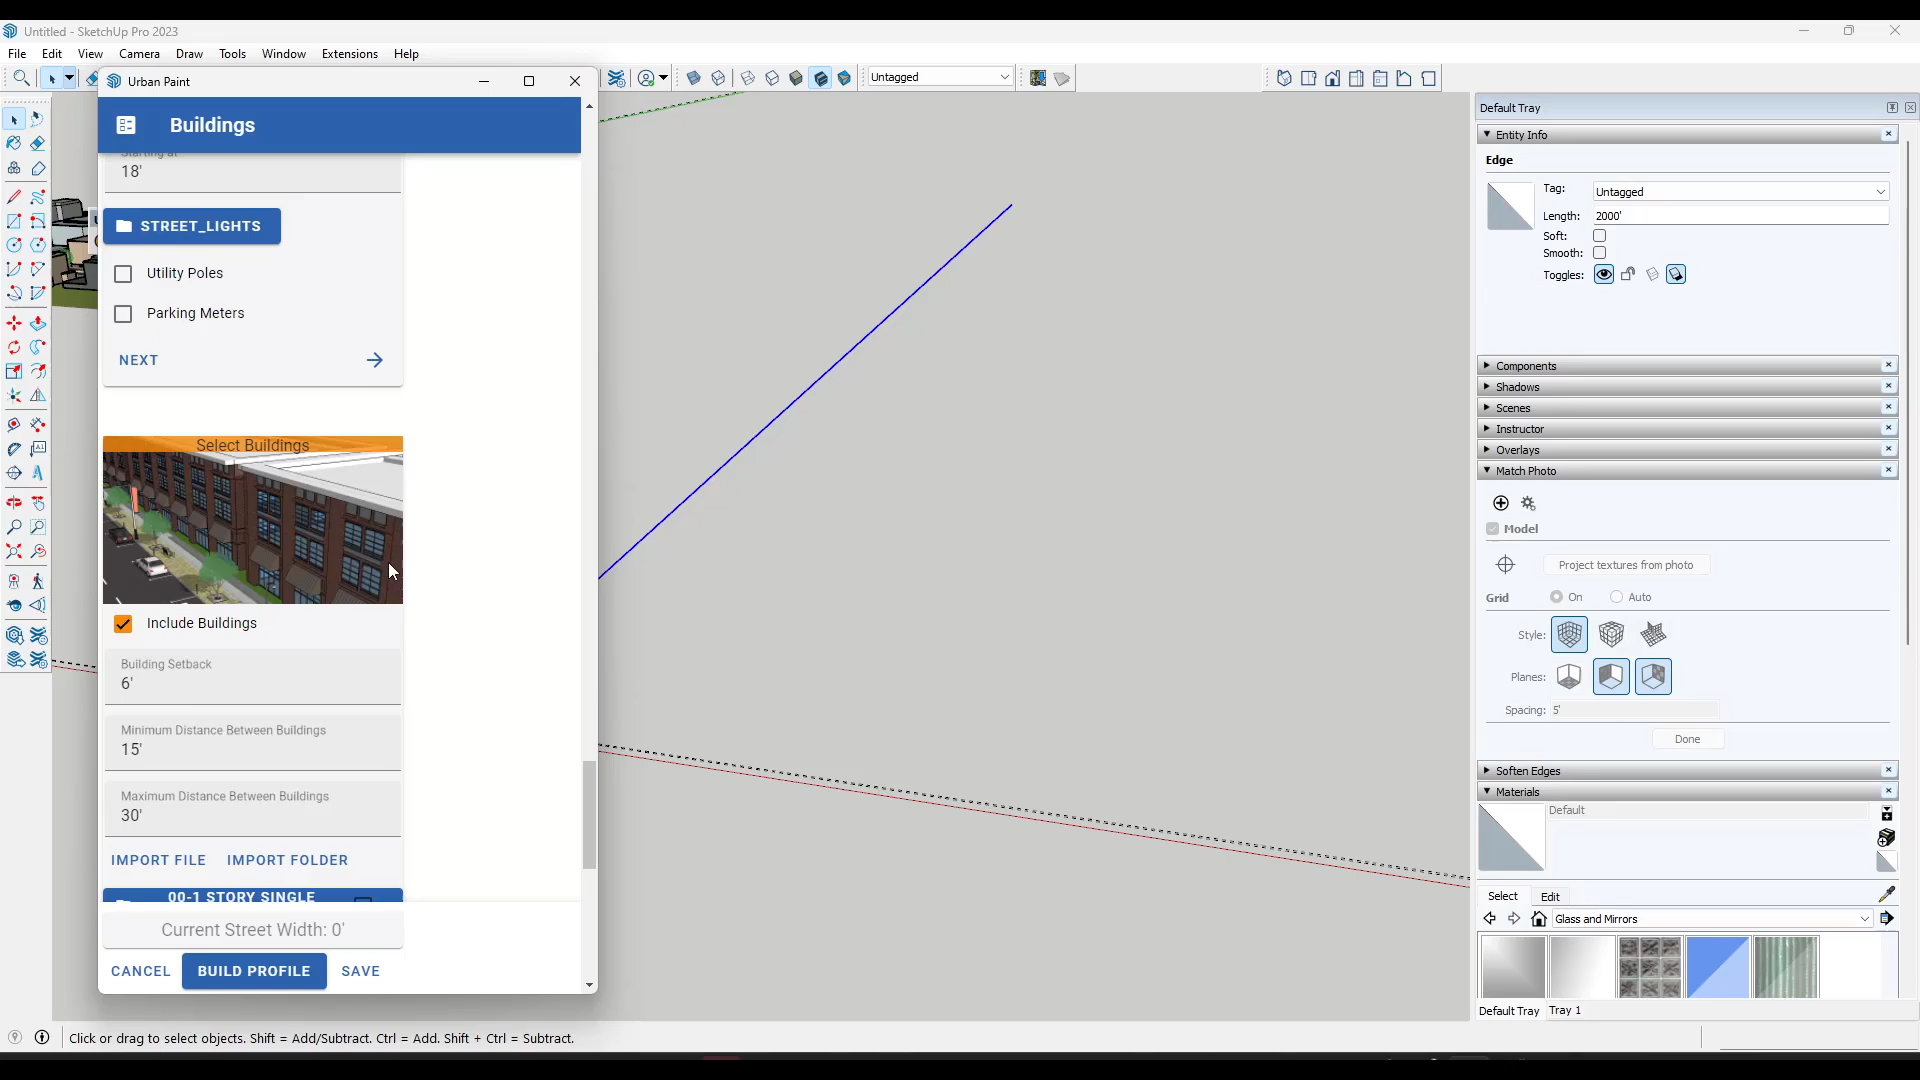 Untitled - SketchUp Pro 2023
File Edit View Camera Draw Tools Window Extensions Help
Urban Paint
Untagged
Buildings
Starting at
18'
STREET_LIGHTS
Utility Poles
Parking Meters
NEXT
Select Buildings
Include Buildings
Building Setback
6'
Minimum Distance Between Buildings
15'
Maximum Distance Between Buildings
30'
IMPORT FILE IMPORT FOLDER
00-1 STORY SINGLE
Current Street Width: 0'
CANCEL BUILD PROFILE SAVE
Default Tray
Entity Info
Edge
Tag: Untagged
Length: 2000'
Soft:
Smooth:
Toggles:
Components
Shadows
Scenes
Instructor
Overlays
Match Photo
Model
Project textures from photo
Grid On Auto
Style:
Planes:
Spacing: 5'
Done
Soften Edges
Materials
Default
Select Edit
Glass and Mirrors
Default Tray Tray 1
Click or drag to select objects. Shift = Add/Subtract. Ctrl = Add. Shift + Ctrl = Subtract.